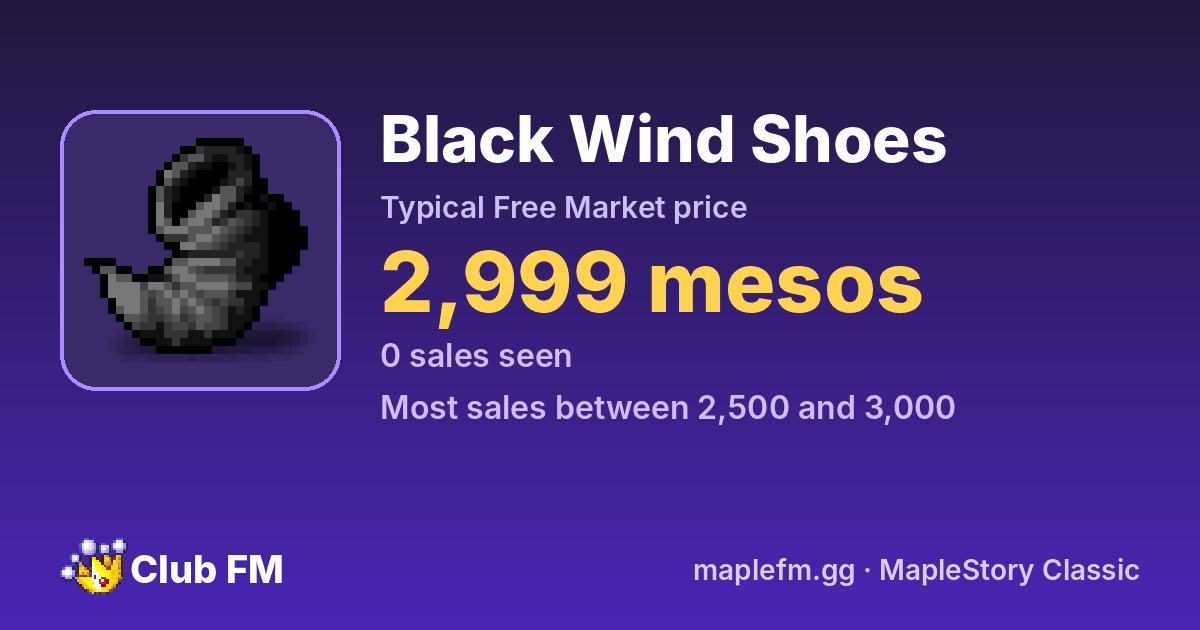 Black Wind Shoes
Typical Free Market price
2,999 mesos
0 sales seen
Most sales between 2,500 and 3,000
Club FM
maplefm.gg · MapleStory Classic